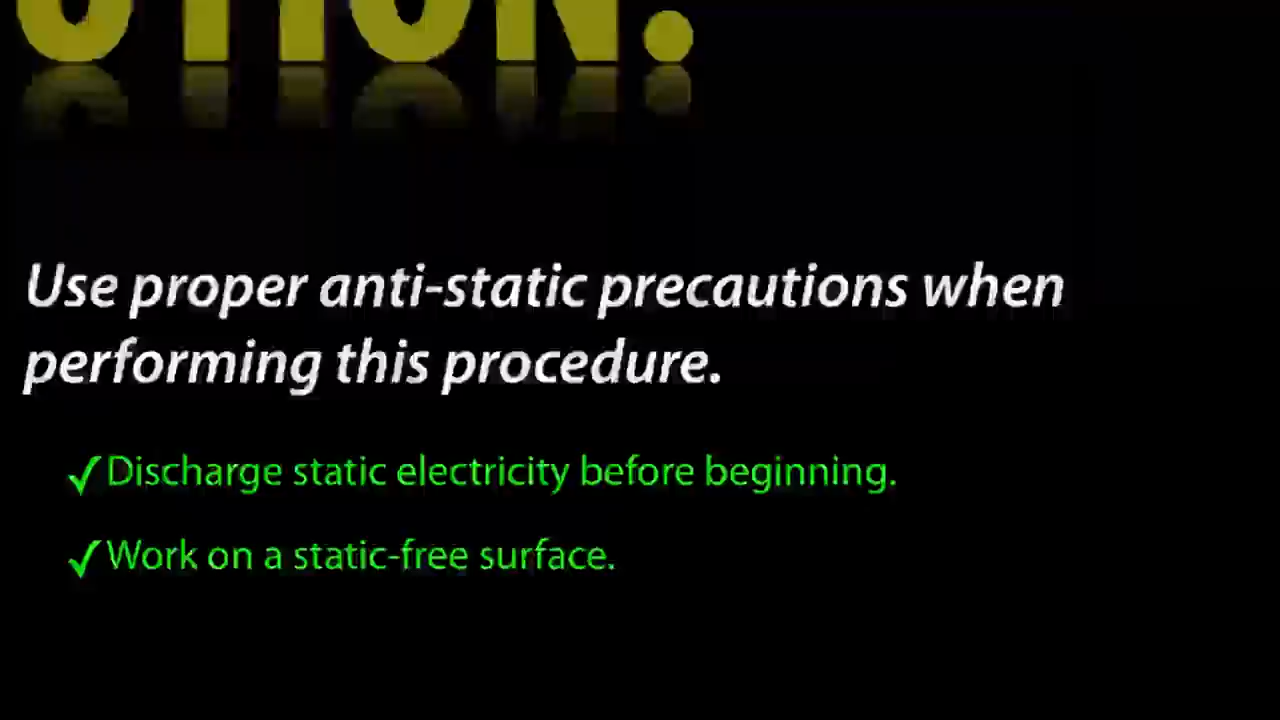 Use proper anti-static precautions when
performing this procedure.
✓Discharge static electricity before beginning.
✓Work on a static-free surface.